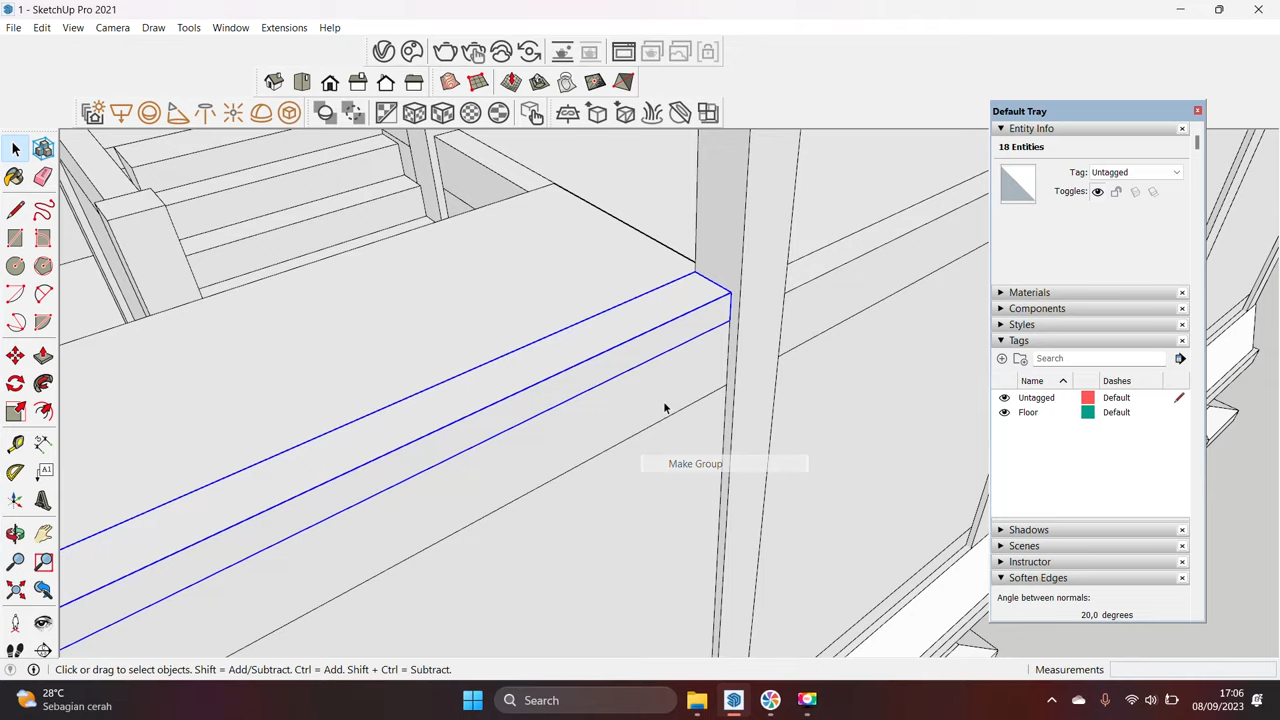 1 - SketchUp Pro 2021
File Edit View Camera Draw Tools Window Extensions Help
Default Tray
Entity Info
18 Entities
Tag: Untagged
Toggles:
Materials
Components
Styles
Tags
Search
Name Dashes
Untagged Default
Floor Default
Make Group
A1
Shadows
Scenes
Instructor
Soften Edges
Angle between normals:
20,0 degrees
Click or drag to select objects. Shift = Add/Subtract. Ctrl = Add. Shift + Ctrl = Subtract.
Measurements
28°C
Sebagian cerah
Search
17:06
08/09/2023